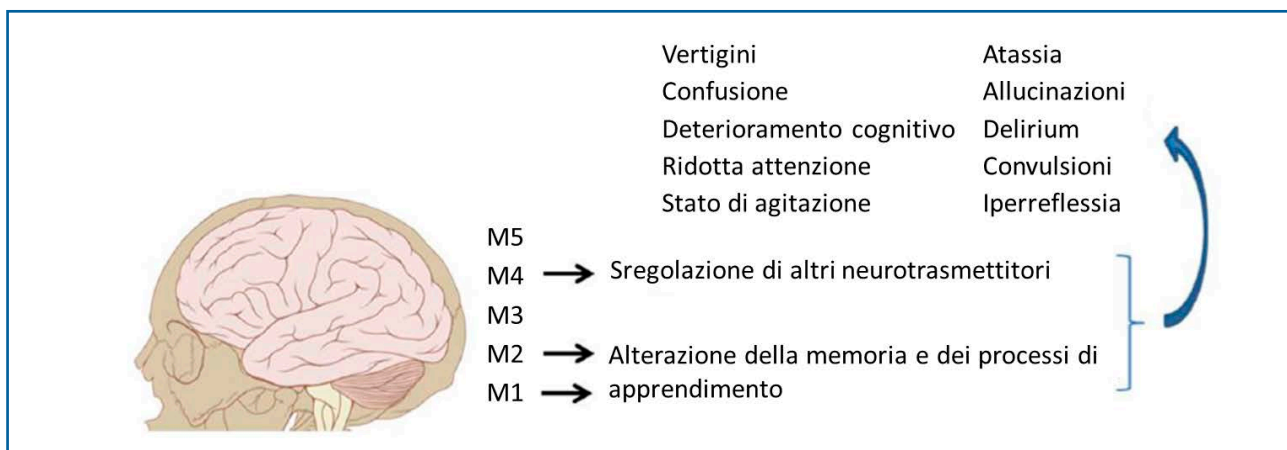 Vertigini Atassia
Confusione Allucinazioni
Deterioramento cognitivo Delirium
Ridotta attenzione Convulsioni
Stato di agitazione Iperreflessia
M5
M4 Sregolazione di altri neurotrasmettitori
M3
M2 Alterazione della memoria e dei processi di
M1 apprendimento